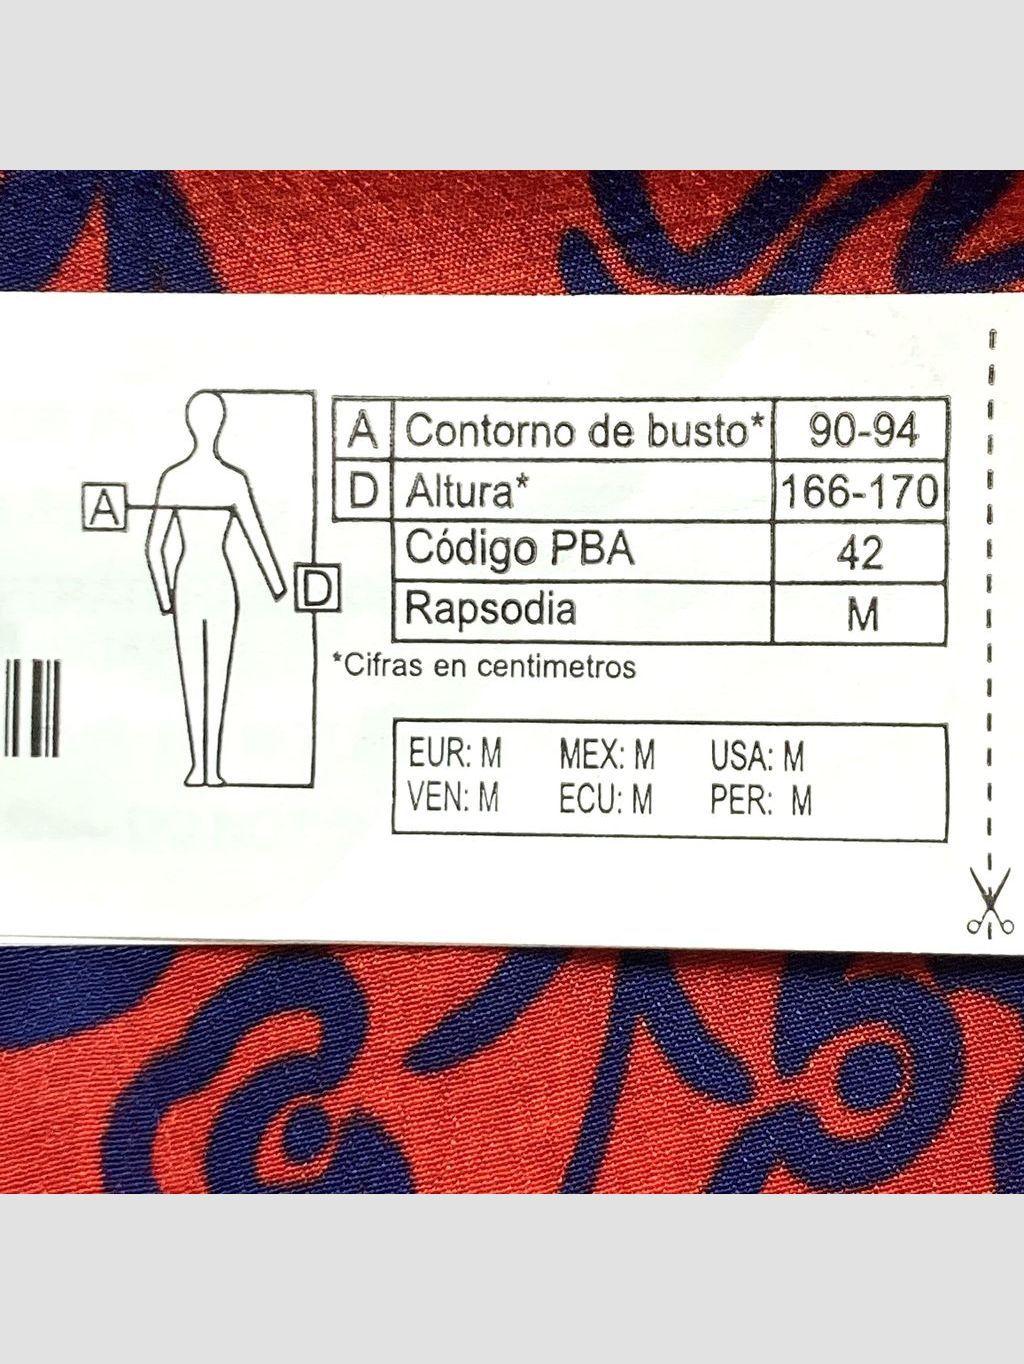 A Contorno de busto* 90-94
D Altura* 166-170
Código PBA 42
Rapsodia M
*Cifras en centimetros
A
D
EUR: M MEX: M USA: M
VEN: M ECU: M PER: M